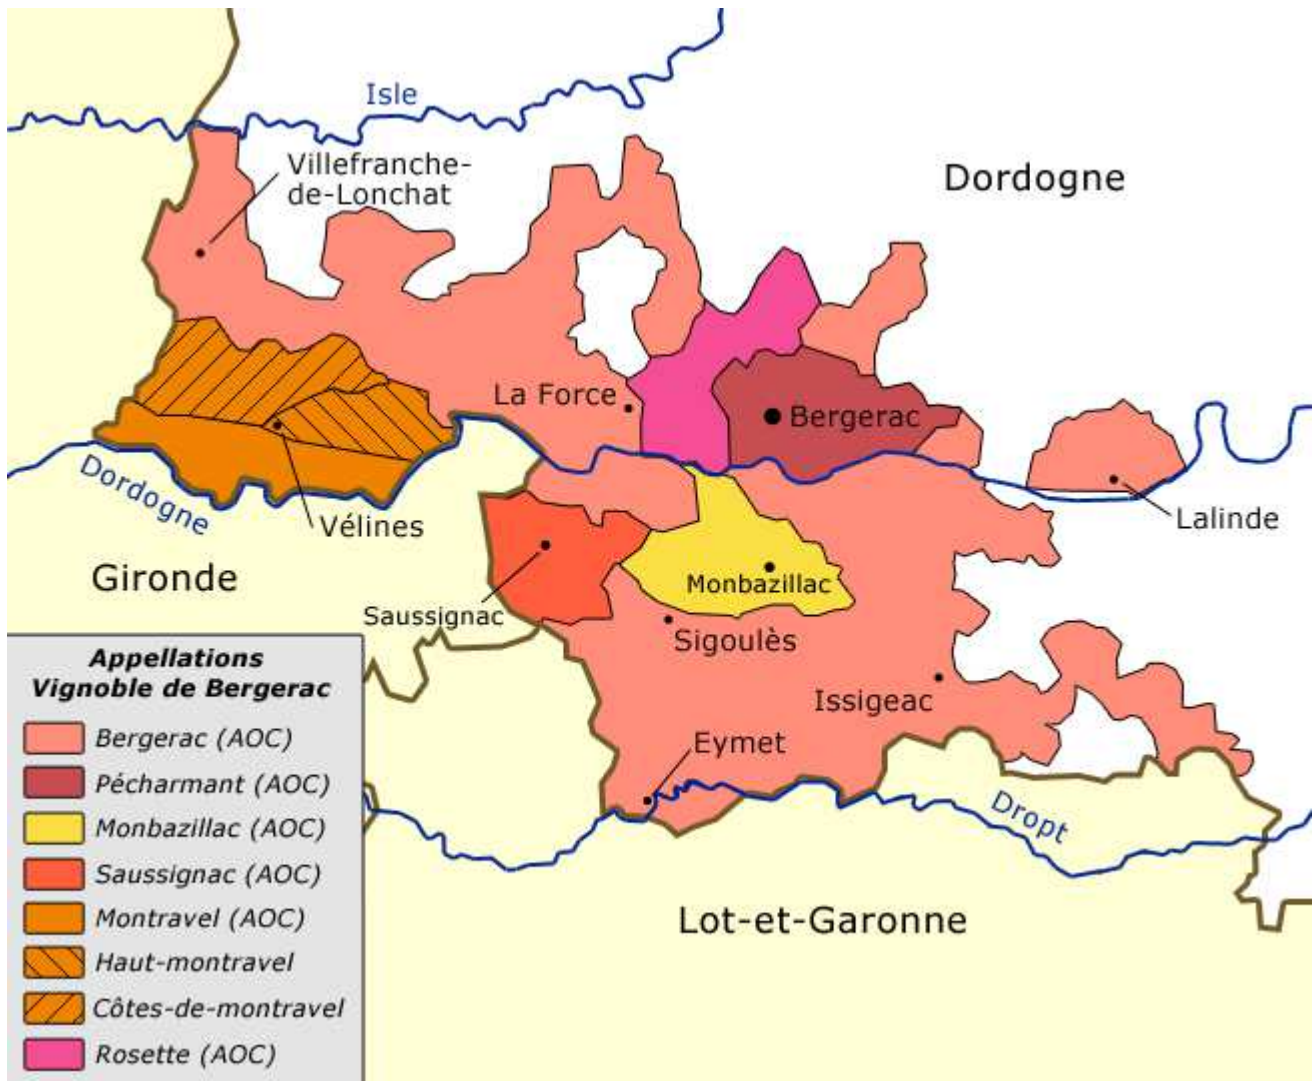 Isle
Villefranche-
de-Lonchat
Dordogne
La Force
Bergerac
Dordogne
Vélines
Lalinde
Gironde
Monbazillac
Saussignac
Sigoulès
Issigeac
Eymet
Dropt
Lot-et-Garonne
Appellations
Vignoble de Bergerac
Bergerac (AOC)
Pécharmant (AOC)
Monbazillac (AOC)
Saussignac (AOC)
Montravel (AOC)
Haut-montravel
Côtes-de-montravel
Rosette (AOC)